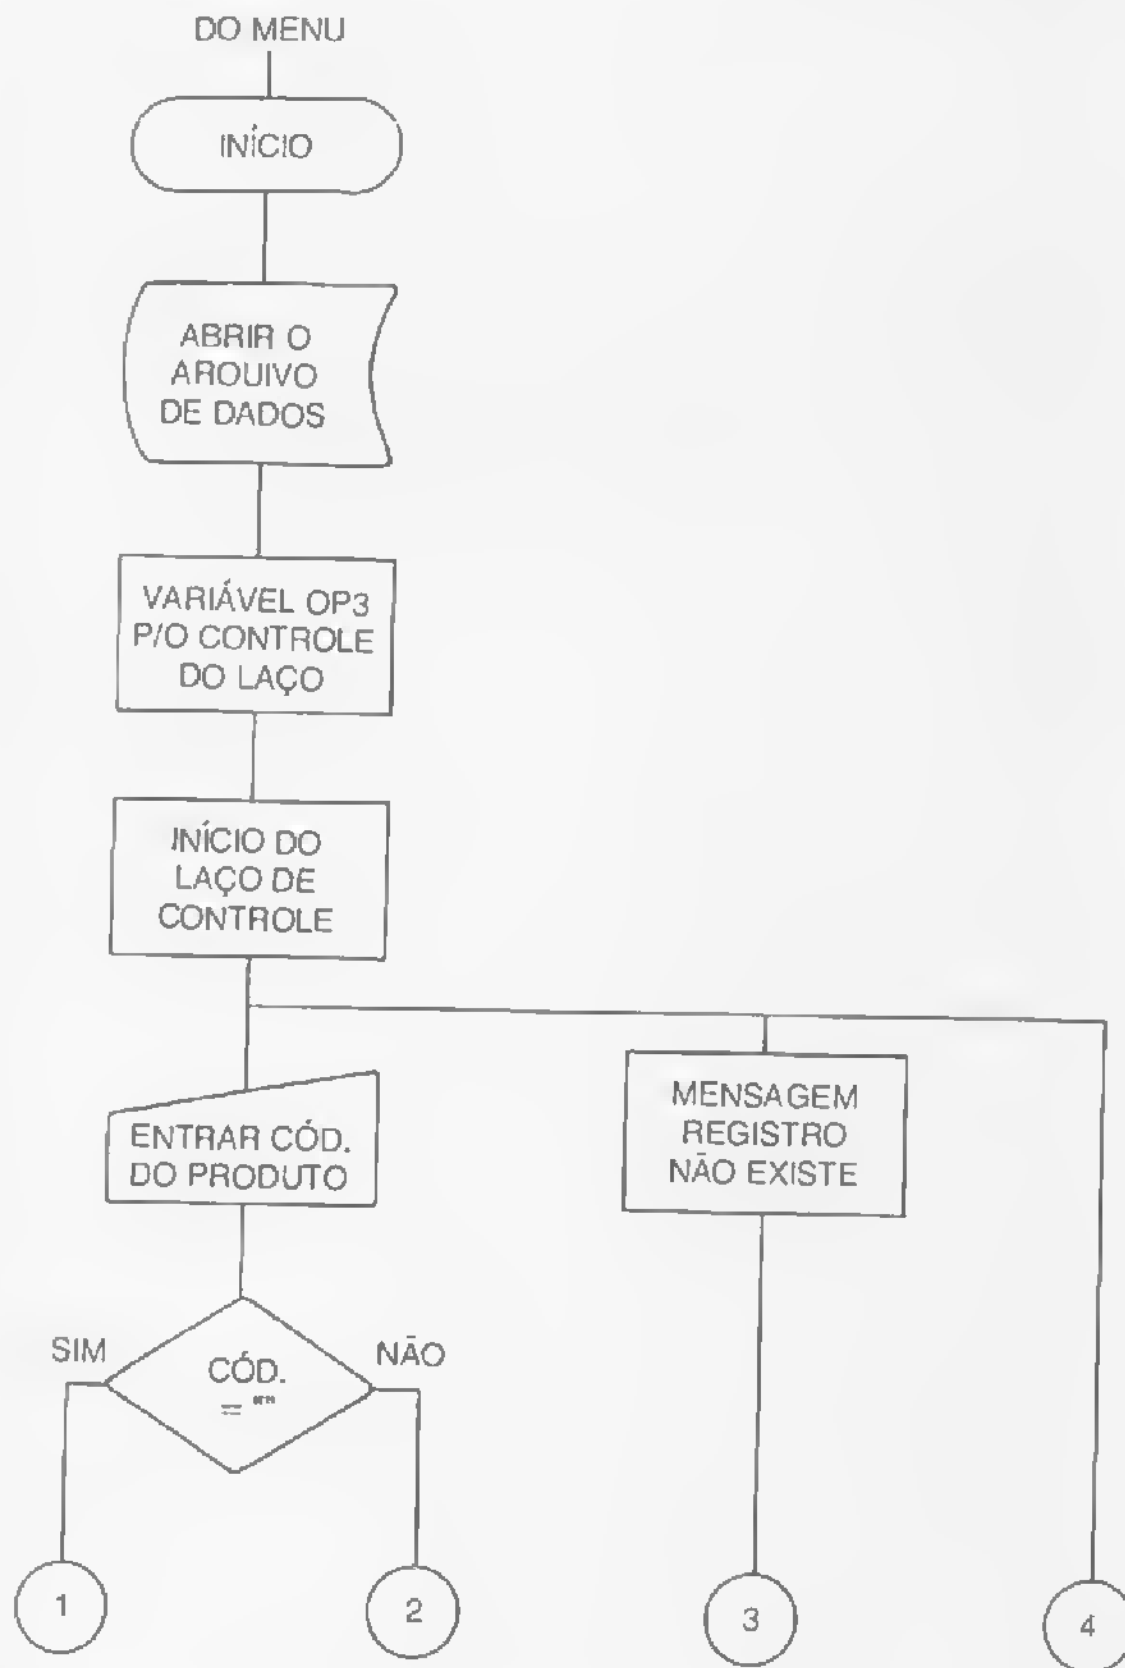 DO MENU
INÍCIO
ABRIR O
AROUIVO
DE DADOS
VARIÁVEL OP3
P/O CONTROLE
DO LAÇO
INÍCIO DO
LAÇO DE
CONTROLE
ENTRAR CÓD.
DO PRODUTO
MENSAGEM
REGISTRO
NÃO EXISTE
SIM
CÓD.
= ""
NÃO
1
2
3
4